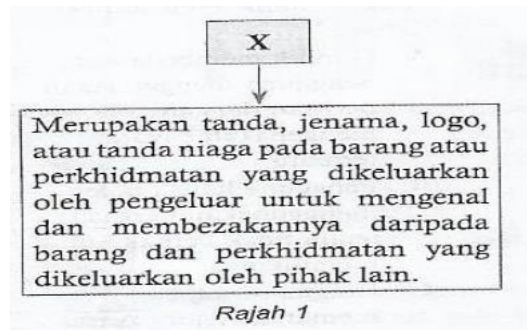 X
Merupakan tanda, jenama, logo,
atau tanda niaga pada barang atau
perkhidmatan yang dikeluarkan
oleh pengeluar untuk mengenal
dan membezakannya daripada
barang dan perkhidmatan yang
dikeluarkan oleh pihak lain.
Rajah 1